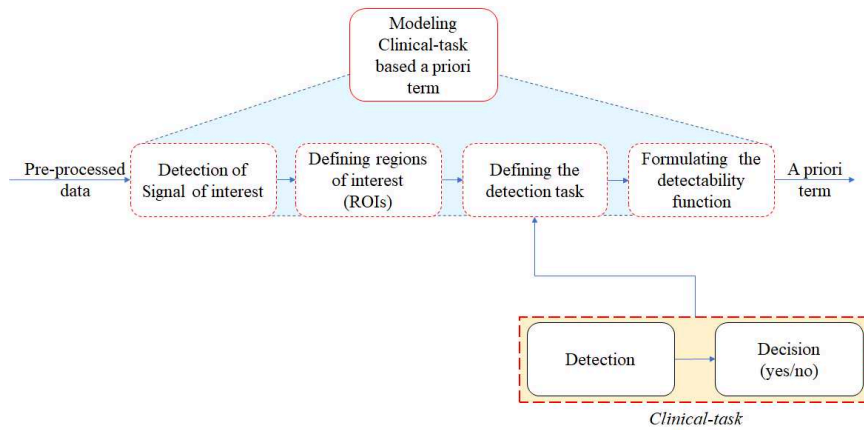 Modeling
Clinical-task
based a priori
term
Pre-processed
data
Detection of
Signal of interest
Defining regions
of interest
(ROIs)
Defining the
detection task
Formulating the
detectability
function
A priori
term
Detection
Decision
(yes/no)
Clinical-task